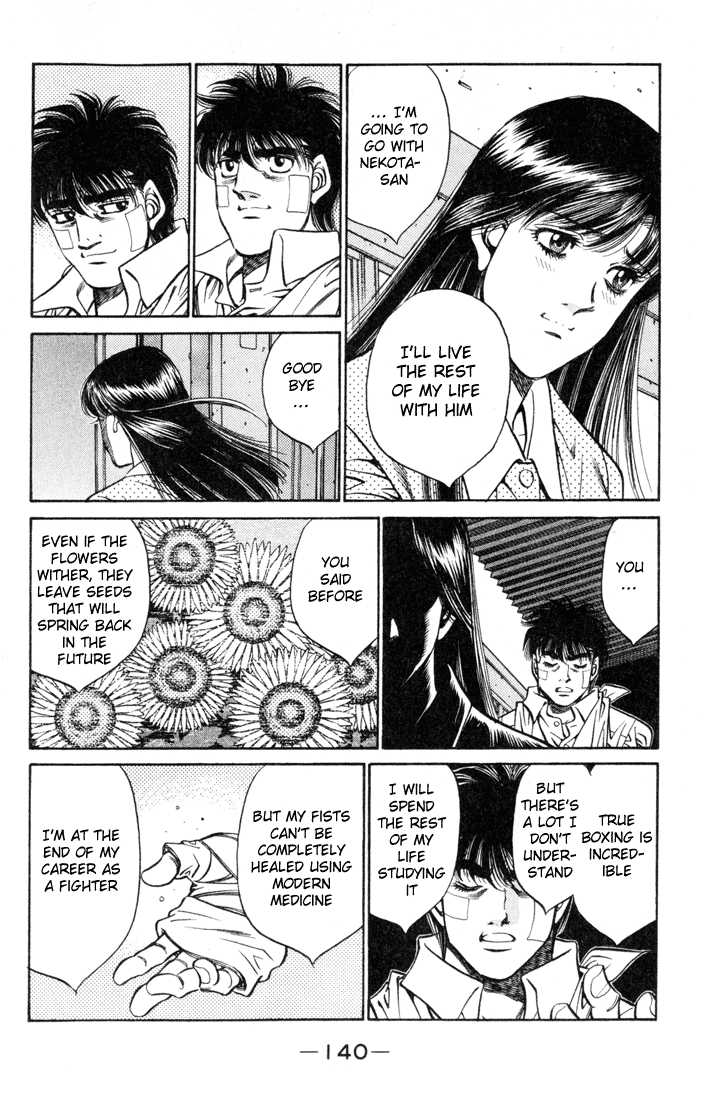 ... I'M
GOING TO
GO WITH
NEKOTA-
SAN
I'LL LIVE
THE REST
OF MY LIFE
WITH HIM
GOOD
BYE
...
YOU
...
YOU
SAID
BEFORE
EVEN IF THE
FLOWERS
WITHER, THEY
LEAVE SEEDS
THAT WILL
SPRING BACK
IN THE
FUTURE
TRUE
BOXING IS
INCRED-
IBLE
BUT
THERE'S
A LOT I
DON'T
UNDER-
STAND
I WILL
SPEND
THE REST
OF MY
LIFE
STUDYING
IT
BUT MY FISTS
CAN'T BE
COMPLETELY
HEALED USING
MODERN
MEDICINE
I'M AT THE
END OF MY
CAREER AS
A FIGHTER
—140—